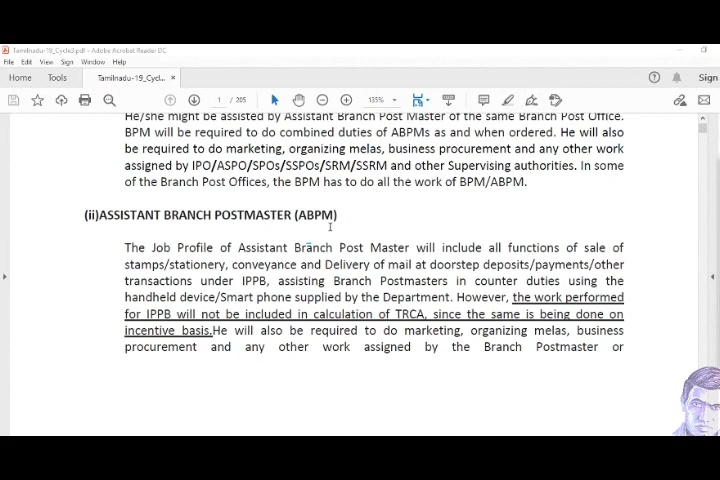 Tamilnadu-19_Cycle3.pdf - Adobe Acrobat Reader DC
File Edit View Sign Window Help
Home Tools Tamilnadu-19_Cycl... × Sign
1 / 205 135%
He/she might be assisted by Assistant Branch Post Master of the same Branch Post Office.
BPM will be required to do combined duties of ABPMs as and when ordered. He will also
be required to do marketing, organizing melas, business procurement and any other work
assigned by IPO/ASPO/SPOs/SSPOs/SRM/SSRM and other Supervising authorities. In some
of the Branch Post Offices, the BPM has to do all the work of BPM/ABPM.
(ii)ASSISTANT BRANCH POSTMASTER (ABPM)
The Job Profile of Assistant Branch Post Master will include all functions of sale of
stamps/stationery, conveyance and Delivery of mail at doorstep deposits/payments/other
transactions under IPPB, assisting Branch Postmasters in counter duties using the
handheld device/Smart phone supplied by the Department. However, the work performed
for IPPB will not be included in calculation of TRCA, since the same is being done on
incentive basis.He will also be required to do marketing, organizing melas, business
procurement and any other work assigned by the Branch Postmaster or